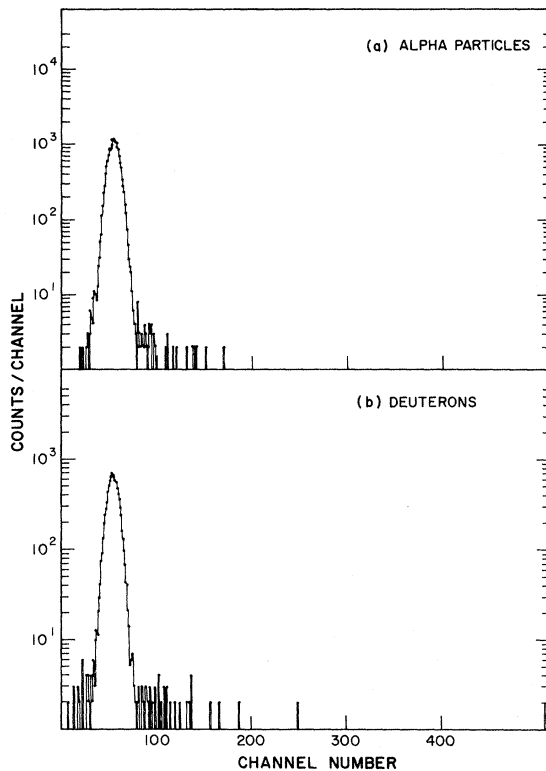 (a) ALPHA PARTICLES
10⁴
10³
10²
10¹
COUNTS/CHANNEL
(b) DEUTERONS
10³
10²
10¹
100 200 300 400
CHANNEL NUMBER